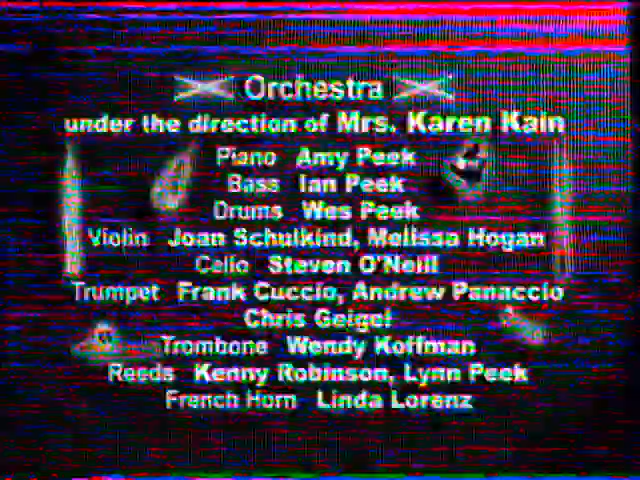 Orchestra
under the direction of Mrs. Karen Kain
Piano Amy Peek
Bass Ian Peek
Drums Wes Peek
Violin Joan Schulkind, Melissa Hogan
Cello Steven O'Neill
Trumpet Frank Cuccio, Andrew Panaccio
Chris Geigel
Trombone Wendy Koffman
Reeds Kenny Robinson, Lynn Peek
French Horn Linda Lorenz